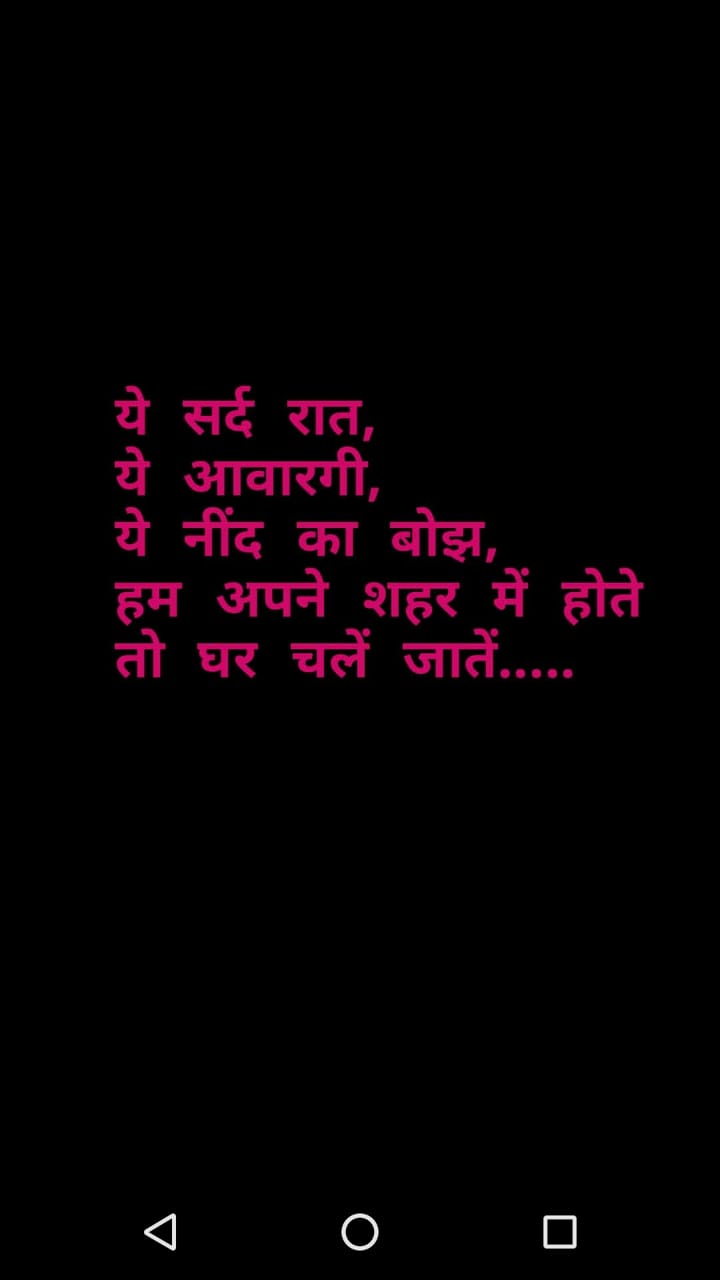 ये सर्द रात,
ये आवारगी,
ये नींद का बोझ,
हम अपने शहर में होते
तो घर चलें जातें.....